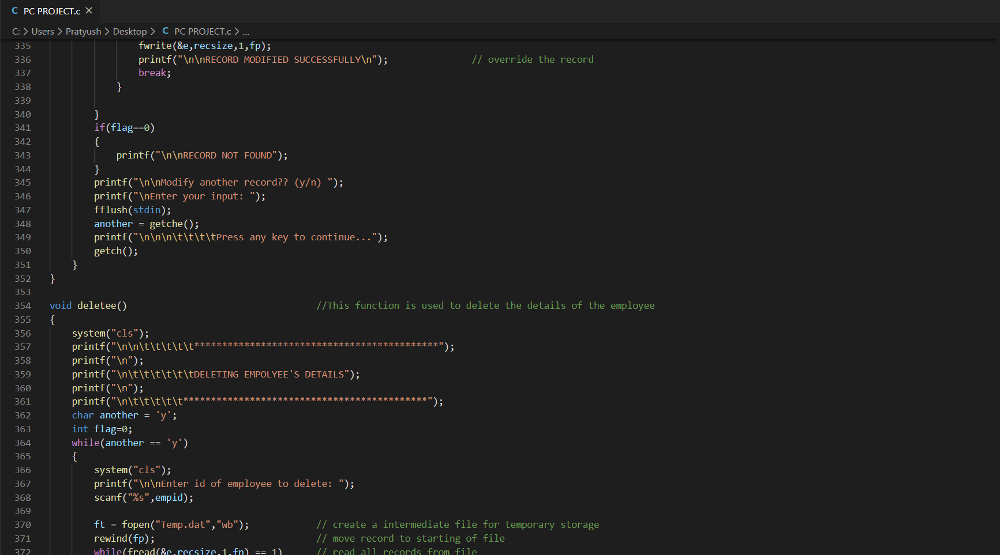 C PC PROJECT.c ×
C: > Users > Pratyush > Desktop > C PC PROJECT.c > ...
335 fwrite(&e,recsize,1,fp);
336 printf("\n\nRECORD MODIFIED SUCCESSFULLY\n"); // override the record
337 break;
338 }
339
340 }
341 if(flag==0)
342 {
343 printf("\n\nRECORD NOT FOUND");
344 }
345 printf("\n\nModify another record?? (y/n) ");
346 printf("\nEnter your input: ");
347 fflush(stdin);
348 another = getche();
349 printf("\n\n\n\t\t\t\tPress any key to continue...");
350 getch();
351 }
352 }
353
354 void deletee() //This function is used to delete the details of the employee
355 {
356 system("cls");
357 printf("\n\n\t\t\t\t\t********************************************");
358 printf("\n");
359 printf("\n\t\t\t\t\t\tDELETING EMPOLYEE'S DETAILS");
360 printf("\n");
361 printf("\n\t\t\t\t\t********************************************");
362 char another = 'y';
363 int flag=0;
364 while(another == 'y')
365 {
366 system("cls");
367 printf("\n\nEnter id of employee to delete: ");
368 scanf("%s",empid);
369
370 ft = fopen("Temp.dat","wb"); // create a intermediate file for temporary storage
371 rewind(fp); // move record to starting of file
372 while(fread(&e,recsize,1,fp) == 1) // read all records from file